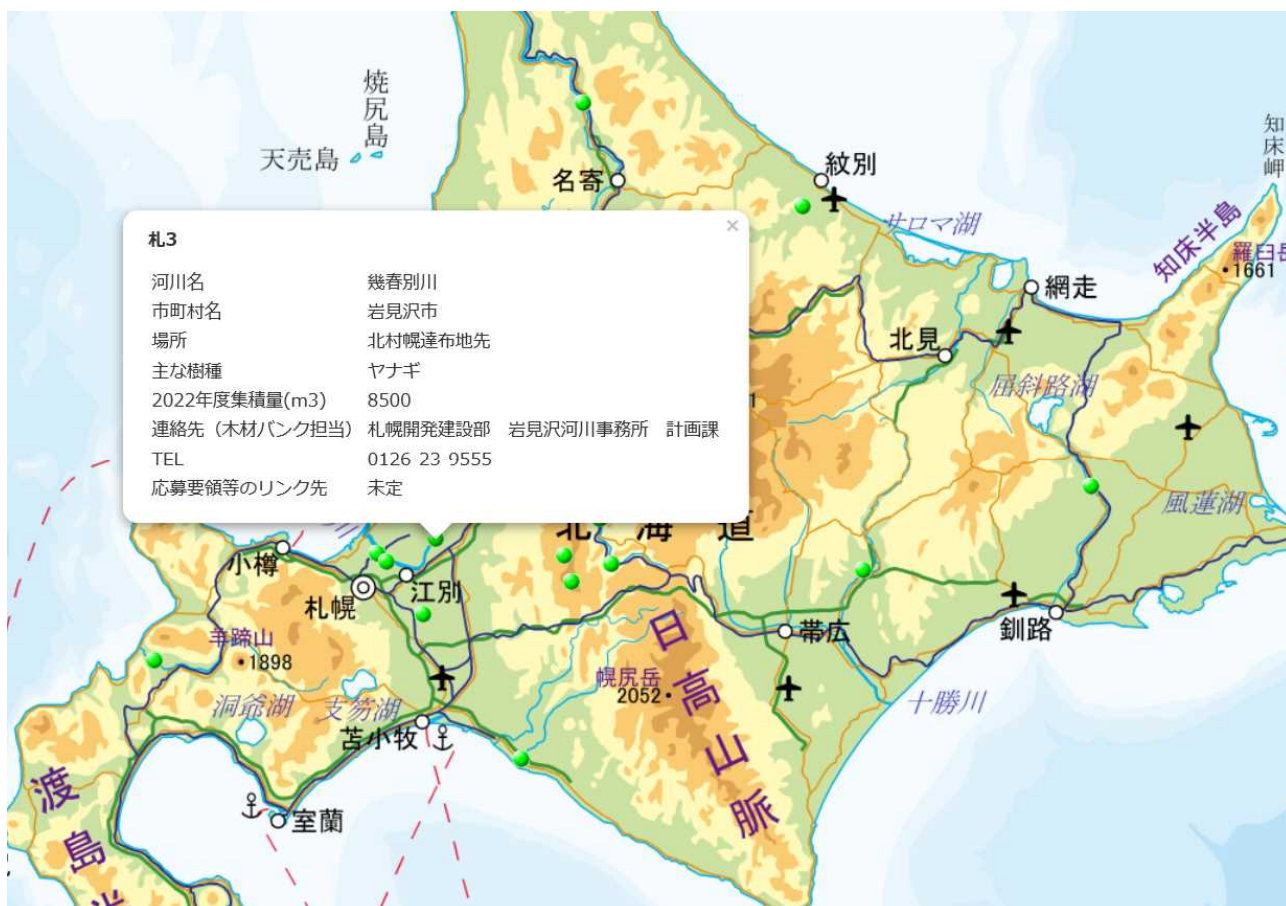 焼尻島
天売島
名寄
紋別
サロマ湖
知床岬
知床半島
羅臼岳
・1661
網走
北見
屈斜路湖
風蓮湖
札3
×
河川名 幾春別川
市町村名 岩見沢市
場所 北村幌達布地先
主な樹種 ヤナギ
2022年度集積量(m3) 8500
連絡先（木材バンク担当） 札幌開発建設部　岩見沢河川事務所　計画課
TEL 0126 23 9555
応募要領等のリンク先 未定
北海道
小樽
札幌
江別
羊蹄山
・1898
洞爺湖
支笏湖
苫小牧
室蘭
幌尻岳
2052・
日高山脈
帯広
十勝川
釧路
渡島半